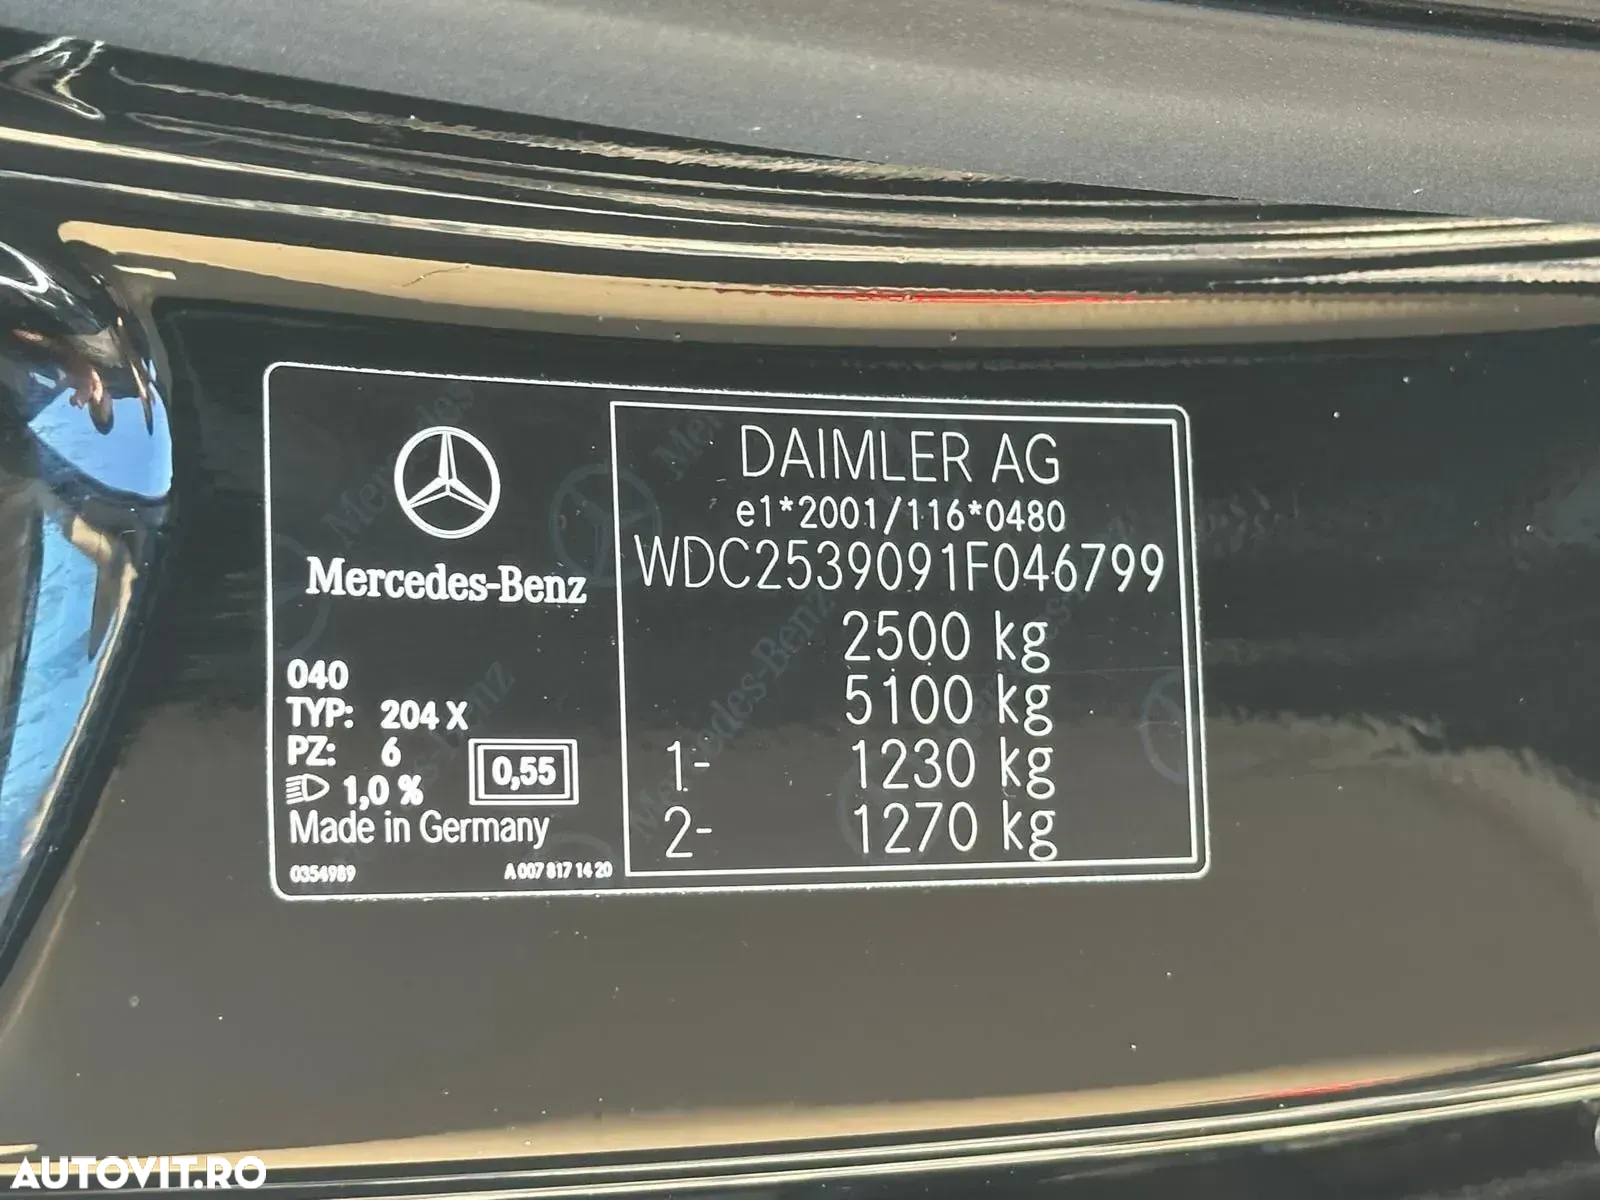 Mercedes-Benz
040
TYP: 204 X
PZ: 6
1,0 %
0,55
Made in Germany
0354989
A 007 817 14 20
DAIMLER AG
e1*2001/116*0480
WDC2539091F046799
2500 kg
5100 kg
1- 1230 kg
2- 1270 kg
AUTOVIT.RO